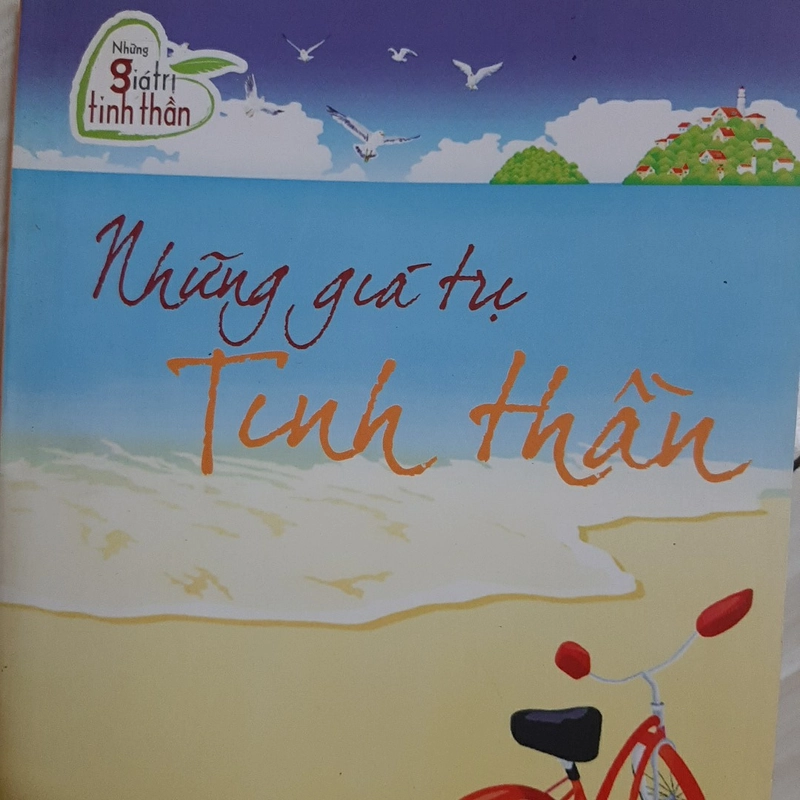 Những
giá trị
tinh thần
Những giá trị
Tinh thần